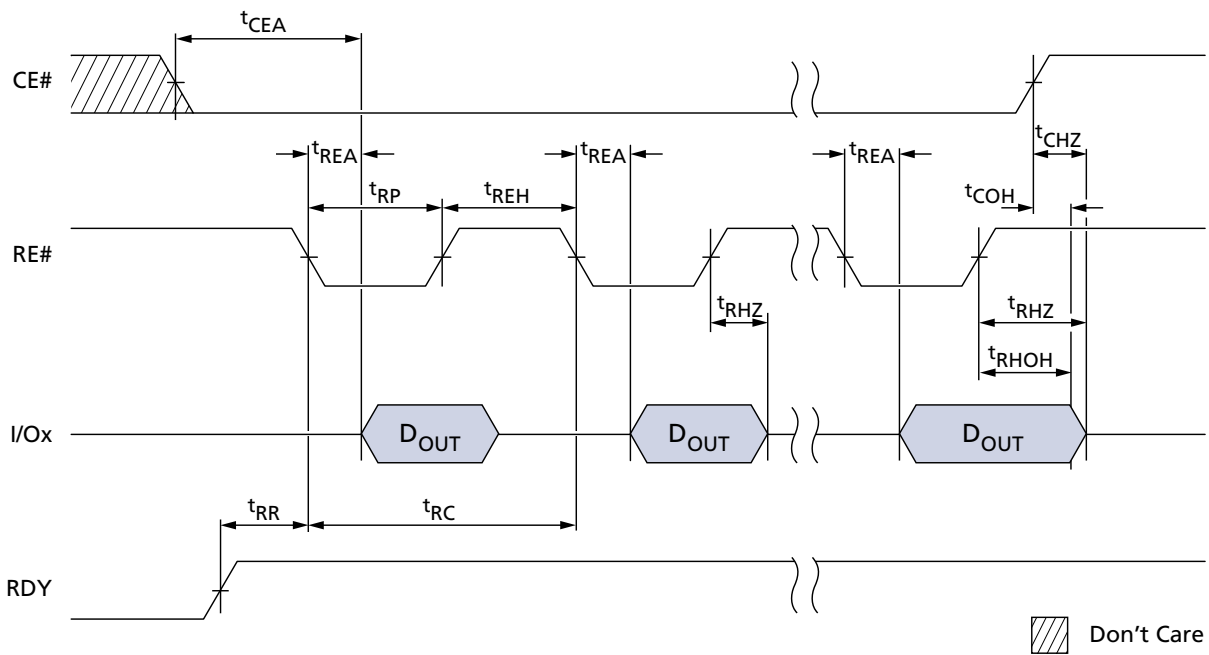 tCEA
CE#
tREA
tREA
tREA
tCHZ
tRP
tREH
tCOH
RE#
tRHZ
tRHZ
tRHOH
I/Ox
DOUT
DOUT
DOUT
tRR
tRC
RDY
Don't Care